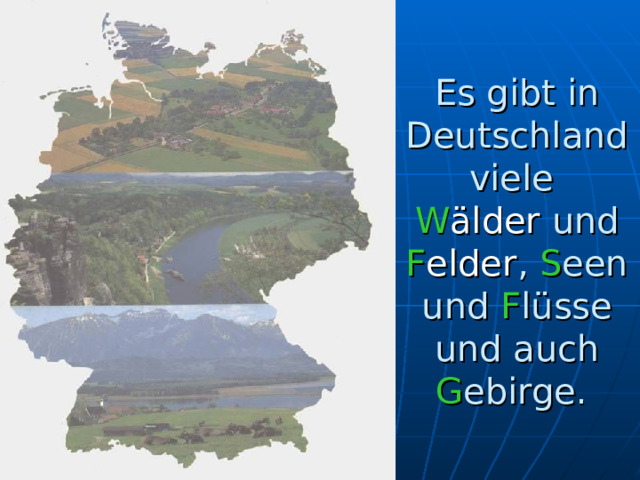 Es gibt in
Deutschland
viele
Wälder und
Felder, Seen
und Flüsse
und auch
Gebirge.